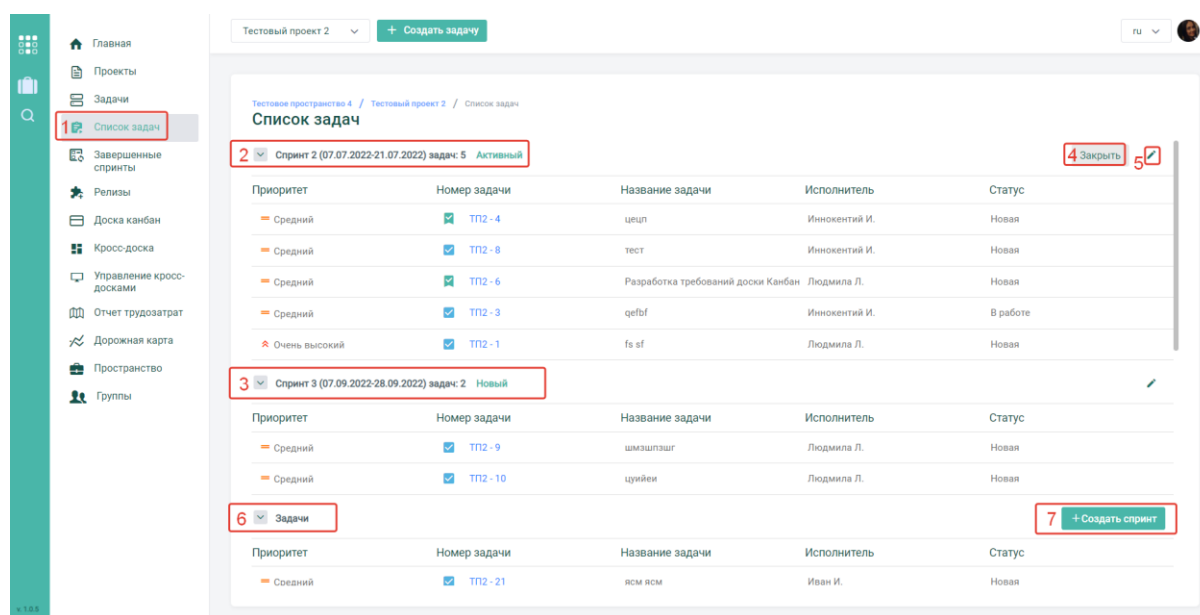 Тестовый проект 2
+ Создать задачу
ru
Главная
Проекты
Задачи
1 Список задач
Завершенные
спринты
Релизы
Доска канбан
Кросс-доска
Управление кросс-
досками
Отчет трудозатрат
Дорожная карта
Пространство
Группы
v. 1.0.5
Тестовое пространство 4 / Тестовый проект 2 / Список задач
Список задач
2 Спринт 2 (07.07.2022-21.07.2022) задач: 5 Активный
4 Закрыть 5
Приоритет Номер задачи Название задачи Исполнитель Статус
Средний ТП2 - 4 цецп Иннокентий И. Новая
Средний ТП2 - 8 тест Иннокентий И. Новая
Средний ТП2 - 6 Разработка требований доски Канбан Людмила Л. Новая
Средний ТП2 - 3 qefbf Иннокентий И. В работе
Очень высокий ТП2 - 1 fs sf Людмила Л. Новая
3 Спринт 3 (07.09.2022-28.09.2022) задач: 2 Новый
Приоритет Номер задачи Название задачи Исполнитель Статус
Средний ТП2 - 9 шмзшпзшг Людмила Л. Новая
Средний ТП2 - 10 цуийеи Людмила Л. Новая
6 Задачи
7 + Создать спринт
Приоритет Номер задачи Название задачи Исполнитель Статус
Средний ТП2 - 21 ясм ясм Иван И. Новая